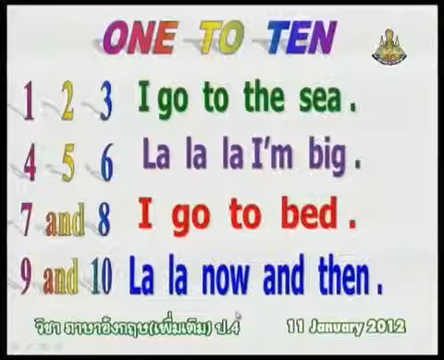 ONE TO TEN
1 2 3 I go to the sea .
4 5 6 La la la I'm big .
7 and 8 I go to bed .
9 and 10 La la now and then .
วิชา ภาษาอังกฤษ(เพิ่มเติม) ป.4 11 January 2012